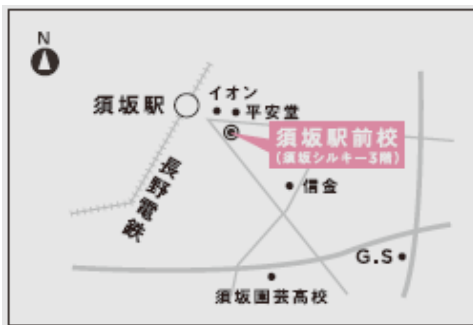 N
イオン
須坂駅
平安堂
須坂駅前校
(須坂シルキー3階)
長野電鉄
信金
G.S
須坂園芸高校